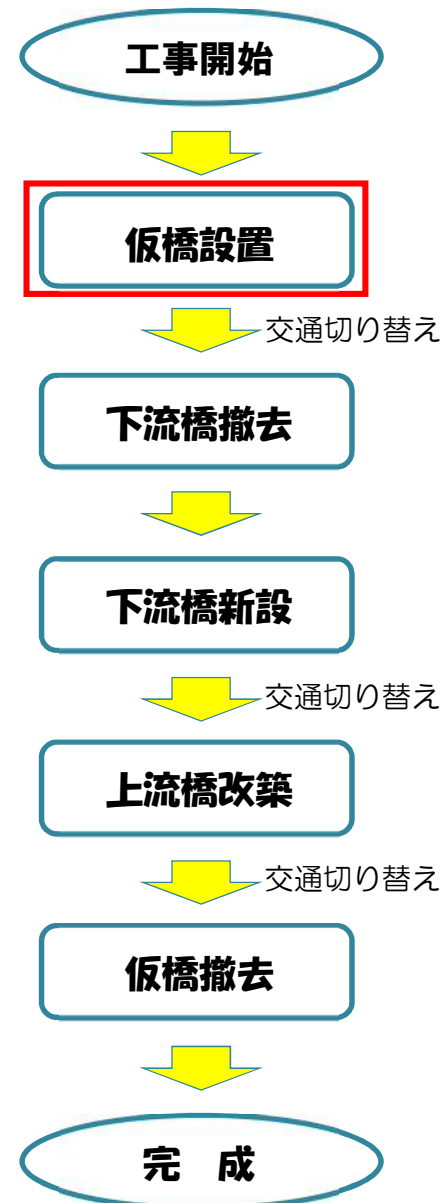 工事開始
仮橋設置
交通切り替え
下流橋撤去
下流橋新設
交通切り替え
上流橋改築
交通切り替え
仮橋撤去
完 成